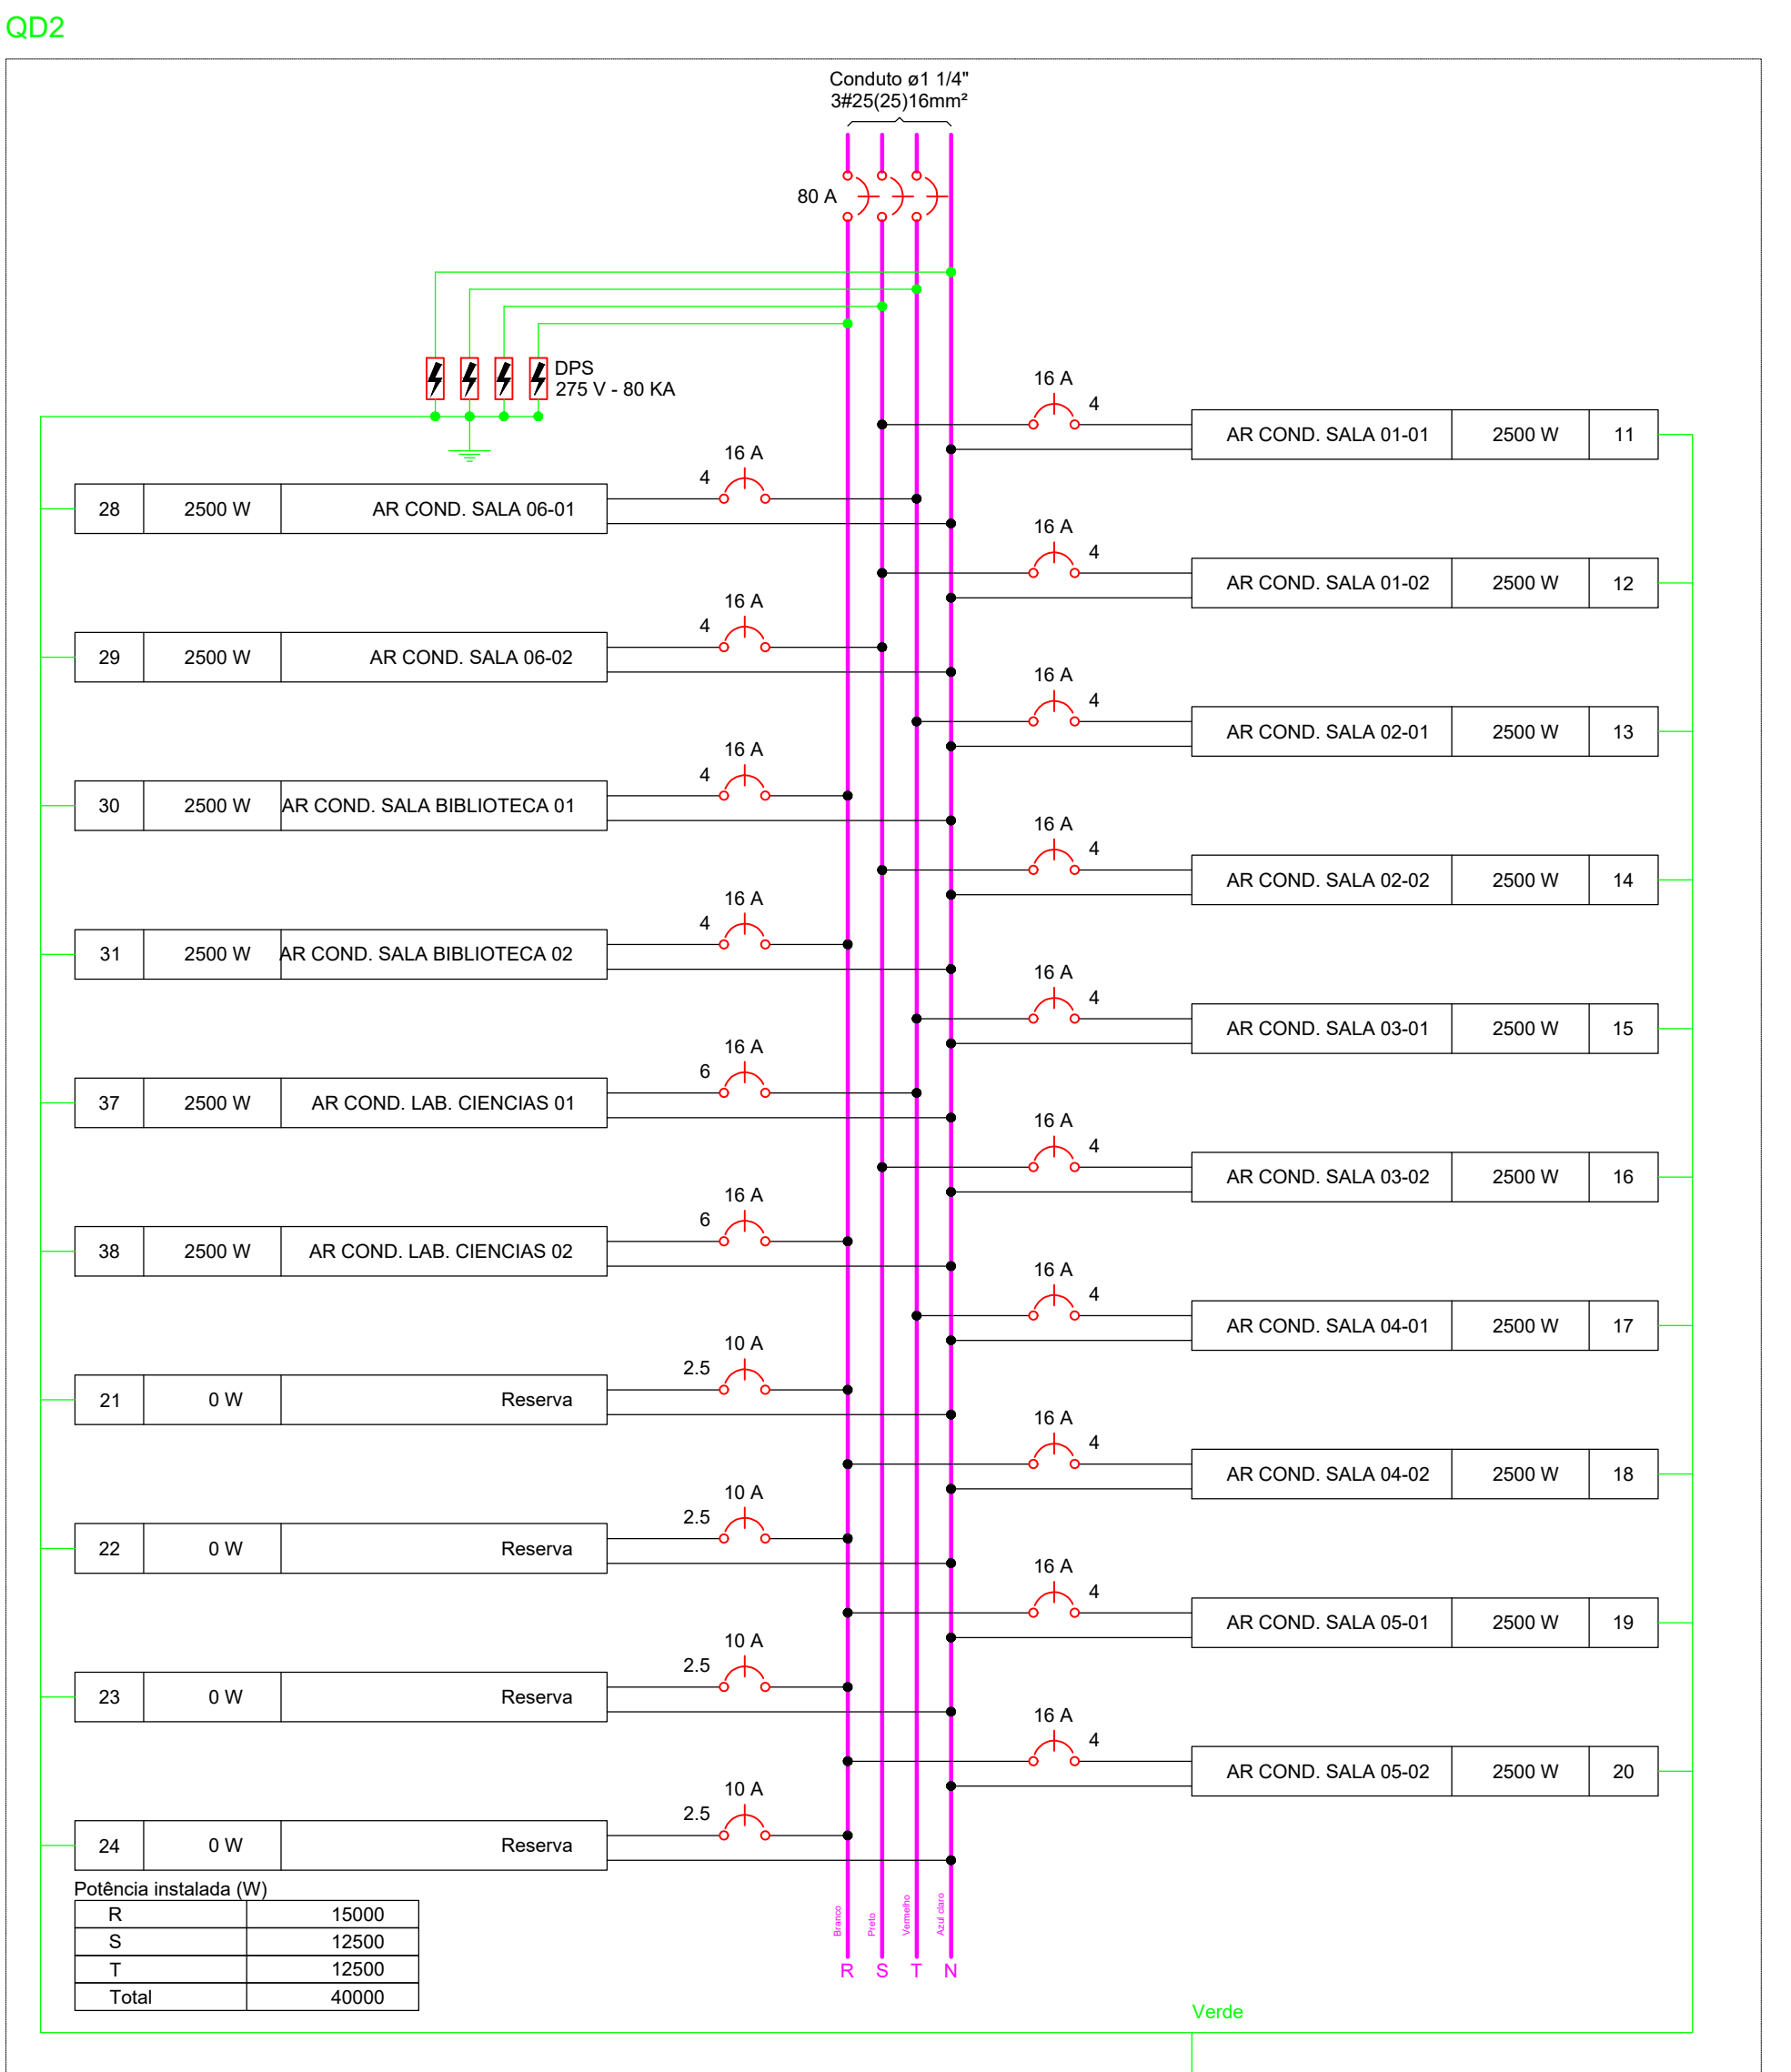 QD2
Conduto ø1 1/4"
3#25(25)16mm²
80 A
DPS
275 V - 80 KA
16 A
4
AR COND. SALA 01-01 2500 W 11
16 A
4
28 2500 W AR COND. SALA 06-01
16 A
4
AR COND. SALA 01-02 2500 W 12
16 A
4
29 2500 W AR COND. SALA 06-02
16 A
4
AR COND. SALA 02-01 2500 W 13
16 A
4
30 2500 W AR COND. SALA BIBLIOTECA 01
16 A
4
AR COND. SALA 02-02 2500 W 14
16 A
4
31 2500 W AR COND. SALA BIBLIOTECA 02
16 A
4
AR COND. SALA 03-01 2500 W 15
16 A
6
37 2500 W AR COND. LAB. CIENCIAS 01
16 A
4
AR COND. SALA 03-02 2500 W 16
16 A
6
38 2500 W AR COND. LAB. CIENCIAS 02
16 A
4
AR COND. SALA 04-01 2500 W 17
10 A
2.5
21 0 W Reserva
16 A
4
AR COND. SALA 04-02 2500 W 18
10 A
2.5
22 0 W Reserva
16 A
4
AR COND. SALA 05-01 2500 W 19
10 A
2.5
23 0 W Reserva
16 A
4
AR COND. SALA 05-02 2500 W 20
10 A
2.5
24 0 W Reserva
Potência instalada (W)
R 15000
S 12500
T 12500
Total 40000
Branco
Preto
Vermelho
Azul claro
R S T N
Verde